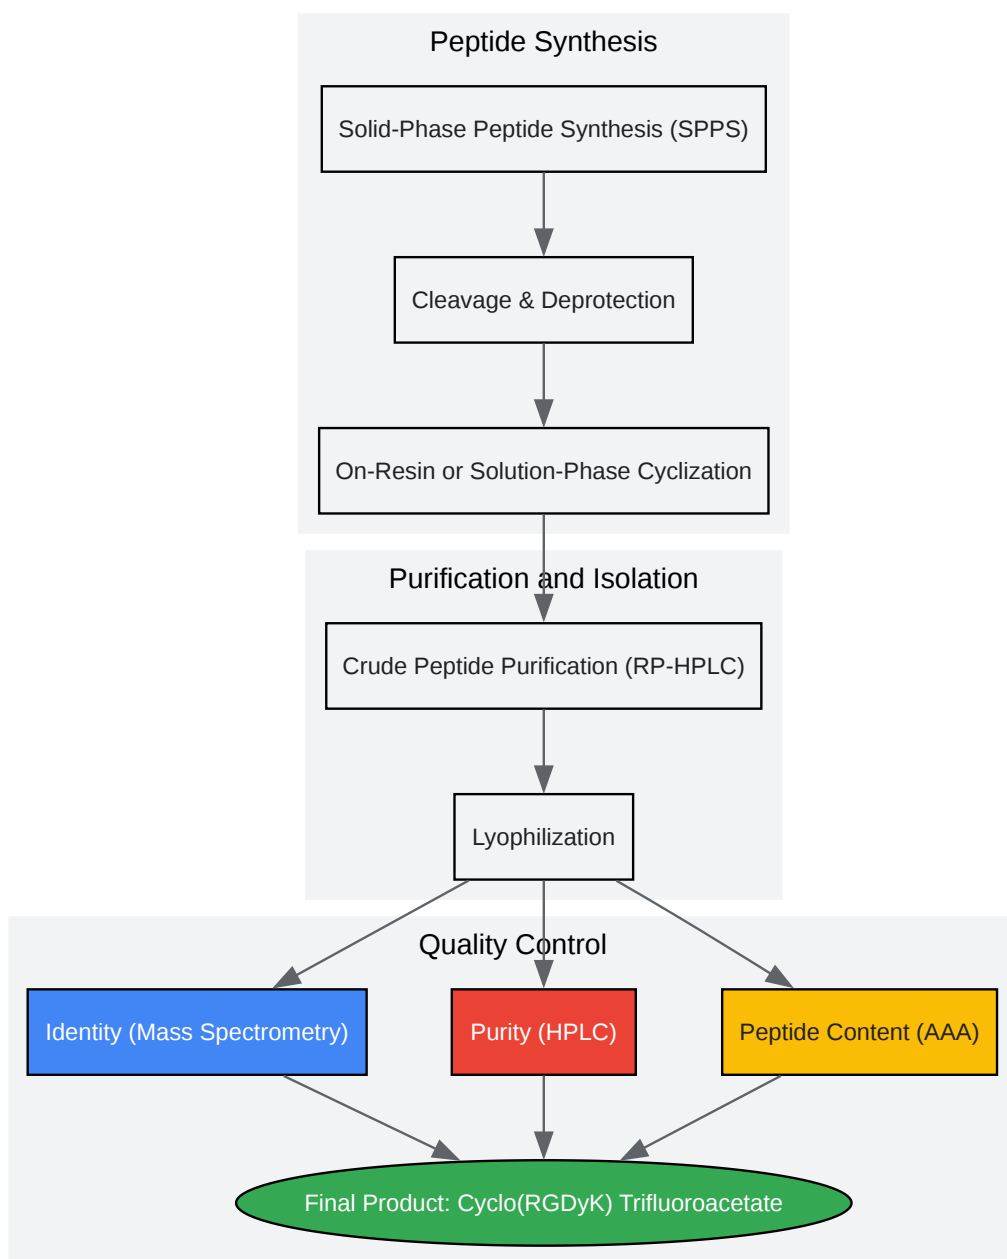 Peptide Synthesis
Solid-Phase Peptide Synthesis (SPPS)
Cleavage & Deprotection
On-Resin or Solution-Phase Cyclization
Purification and Isolation
Crude Peptide Purification (RP-HPLC)
Lyophilization
Quality Control
Identity (Mass Spectrometry)
Purity (HPLC)
Peptide Content (AAA)
Final Product: Cyclo(RGDyK) Trifluoroacetate